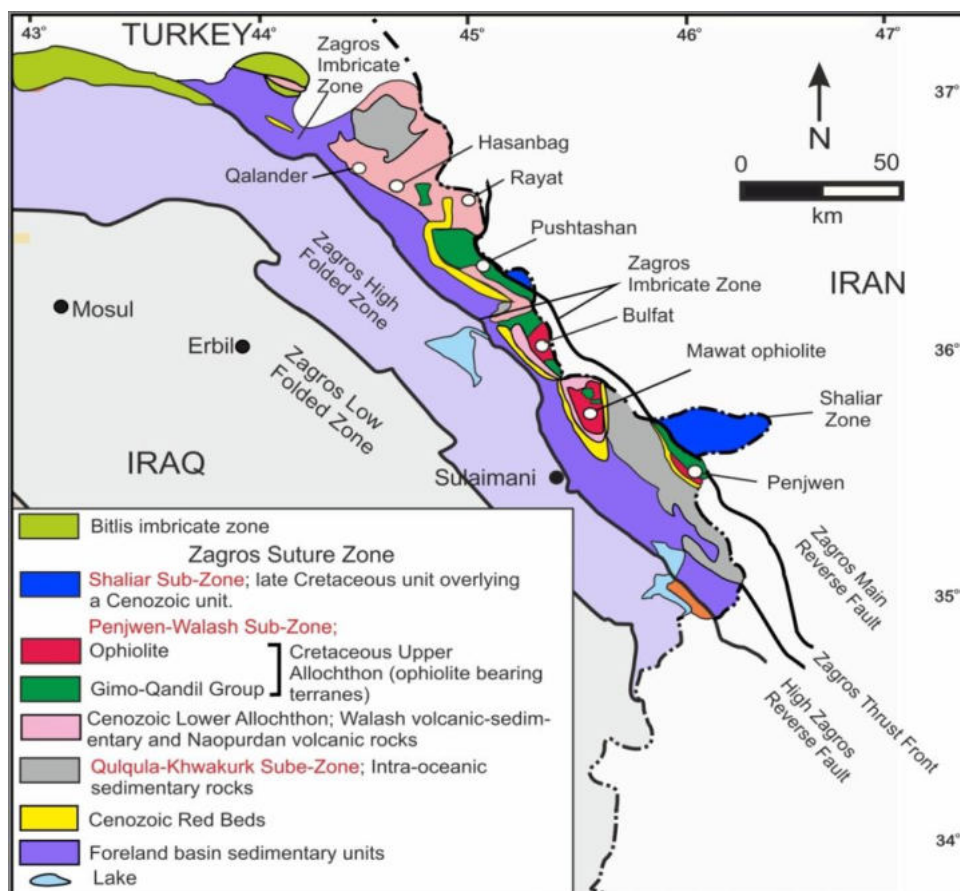 43°
44°
45°
46°
47°
TURKEY
Zagros
Imbricate
Zone
37°
N
Hasanbag
Qalander
Rayat
0 50
km
Pushtashan
Zagros High
Folded Zone
Zagros
Imbricate Zone
IRAN
Mosul
Bulfat
Erbil
36°
Mawat ophiolite
Zagros Low
Folded Zone
Shaliar
Zone
IRAQ
Sulaimani
Penjwen
Zagros Main
Reverse Fault
35°
Zagros Thrust Front
High Zagros
Reverse Fault
34°
Bitlis imbricate zone
Zagros Suture Zone
Shaliar Sub-Zone; late Cretaceous unit overlying
a Cenozoic unit.
Penjwen-Walash Sub-Zone;
Ophiolite
Gimo-Qandil Group
Cretaceous Upper
Allochthon (ophiolite bearing
terranes)
Cenozoic Lower Allochthon; Walash volcanic-sedim-
entary and Naopurdan volcanic rocks
Qulqula-Khwakurk Sube-Zone; Intra-oceanic
sedimentary rocks
Cenozoic Red Beds
Foreland basin sedimentary units
Lake